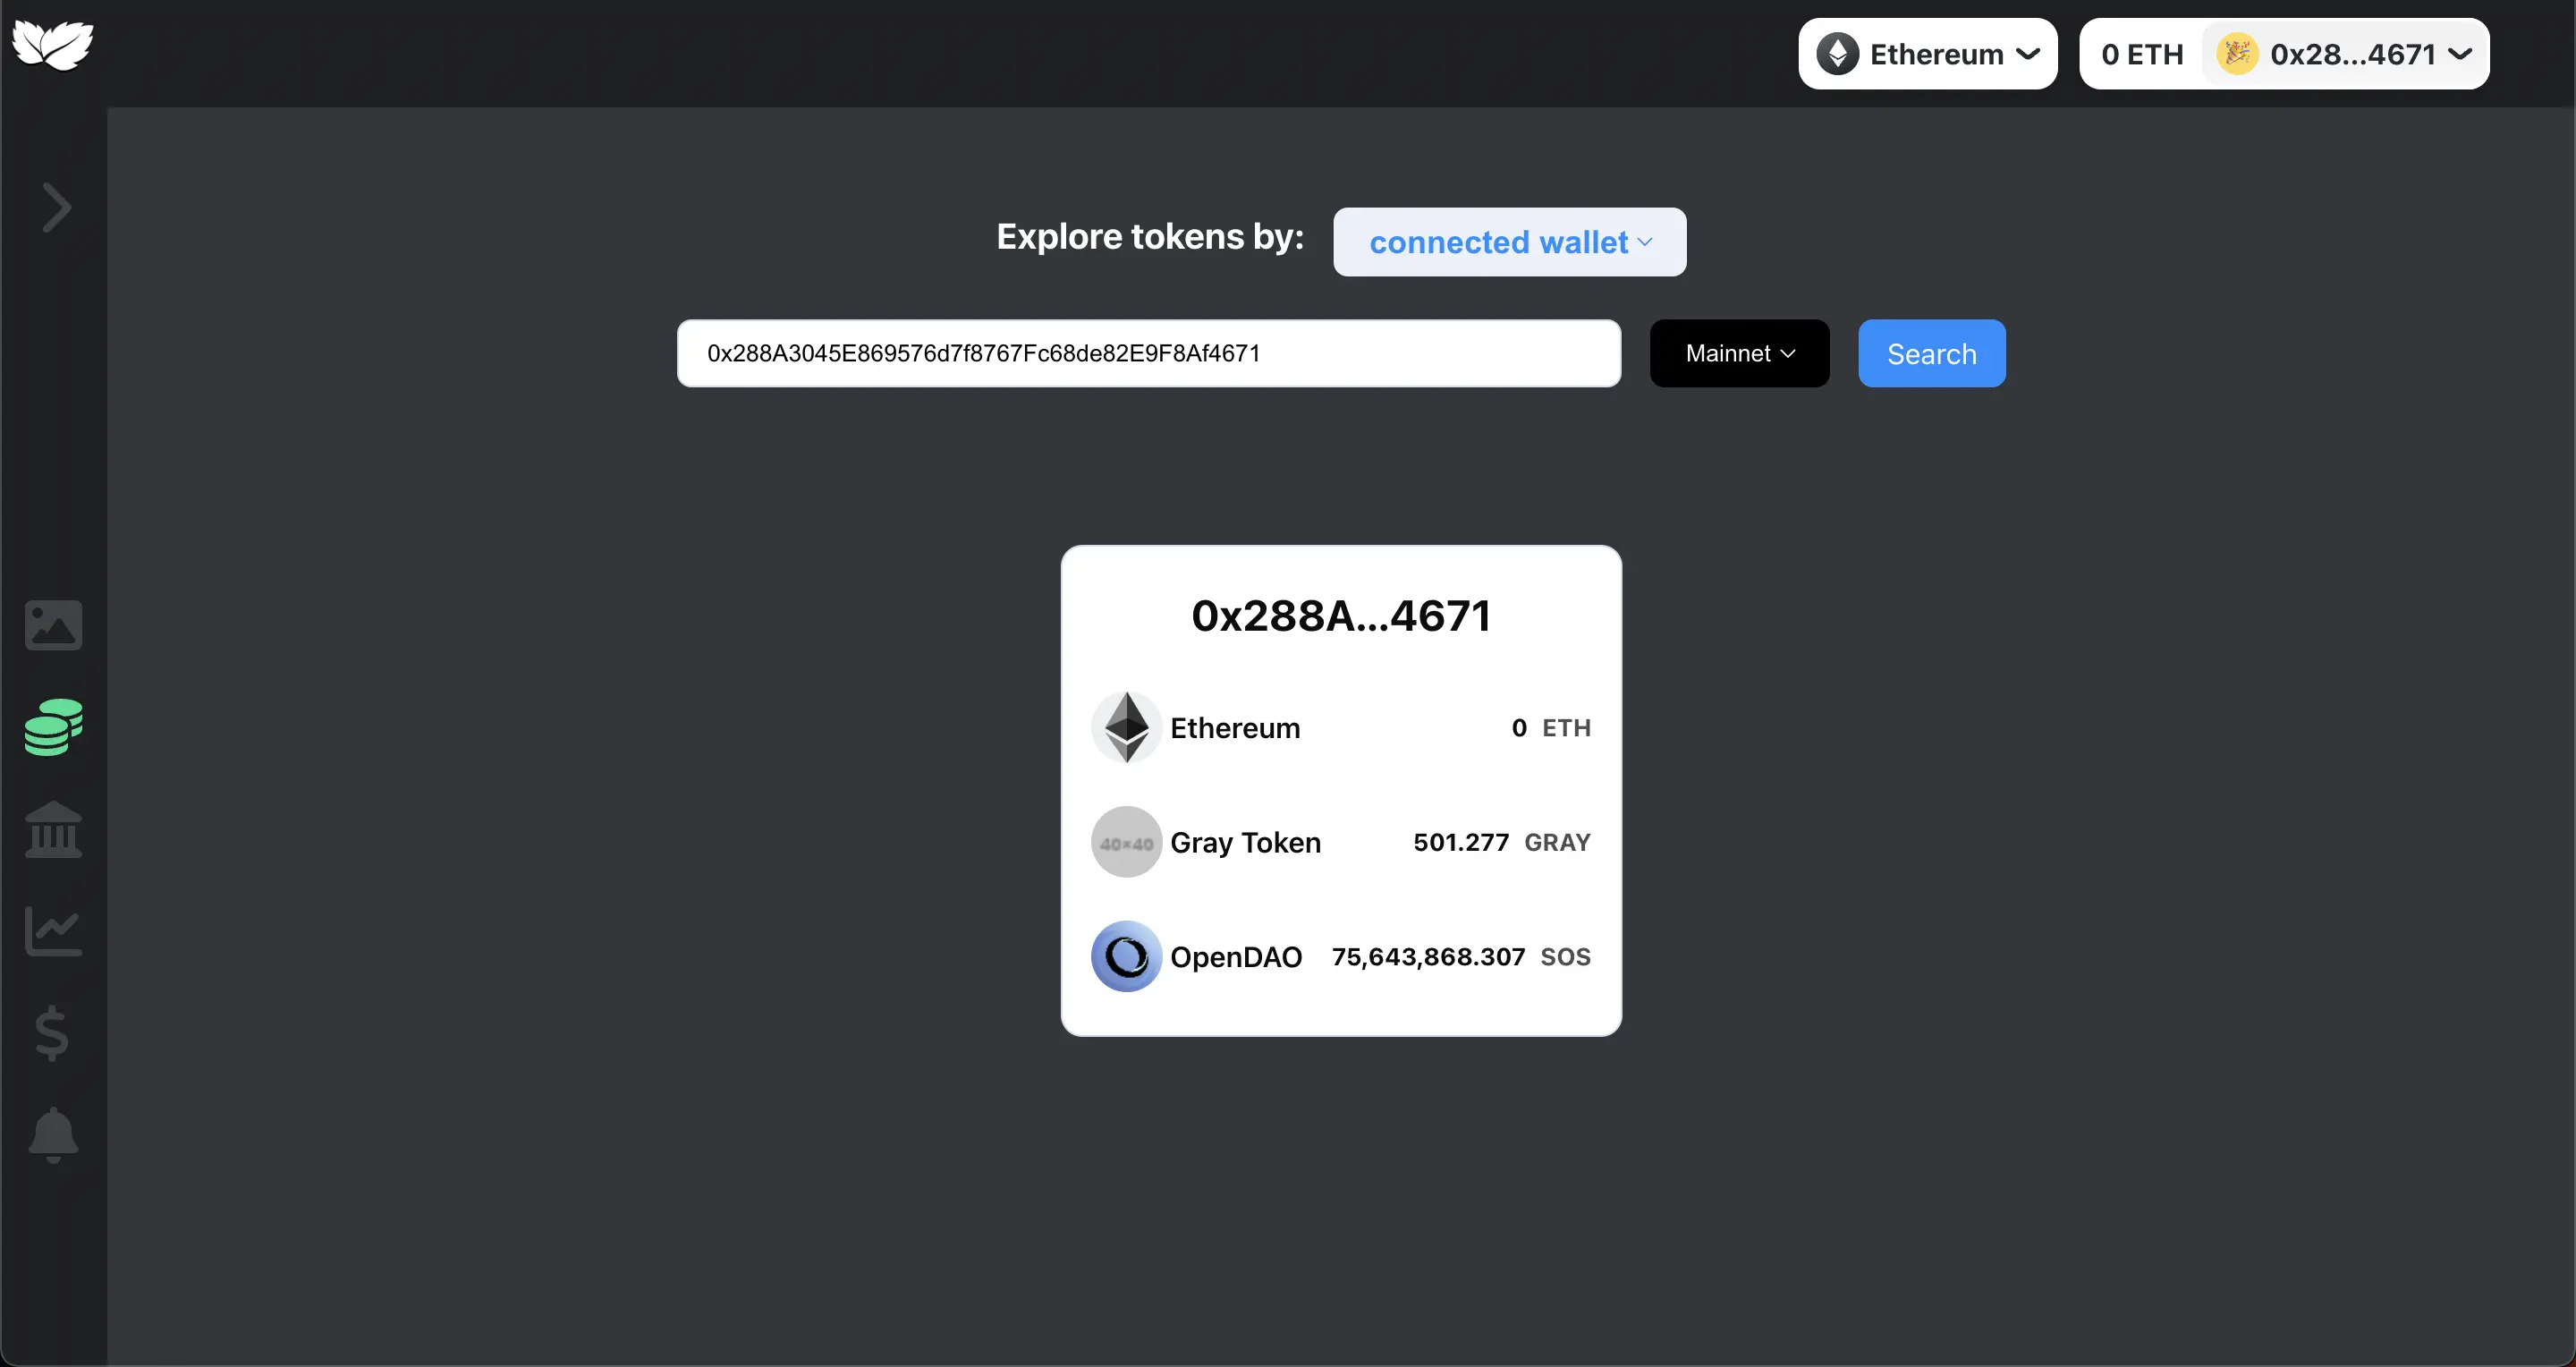 Ethereum
0 ETH 0x28...4671
Explore tokens by: connected wallet
0x288A3045E869576d7f8767Fc68de82E9F8Af4671
Mainnet
Search
0x288A...4671
Ethereum 0 ETH
40×40 Gray Token 501.277 GRAY
OpenDAO 75,643,868.307 SOS